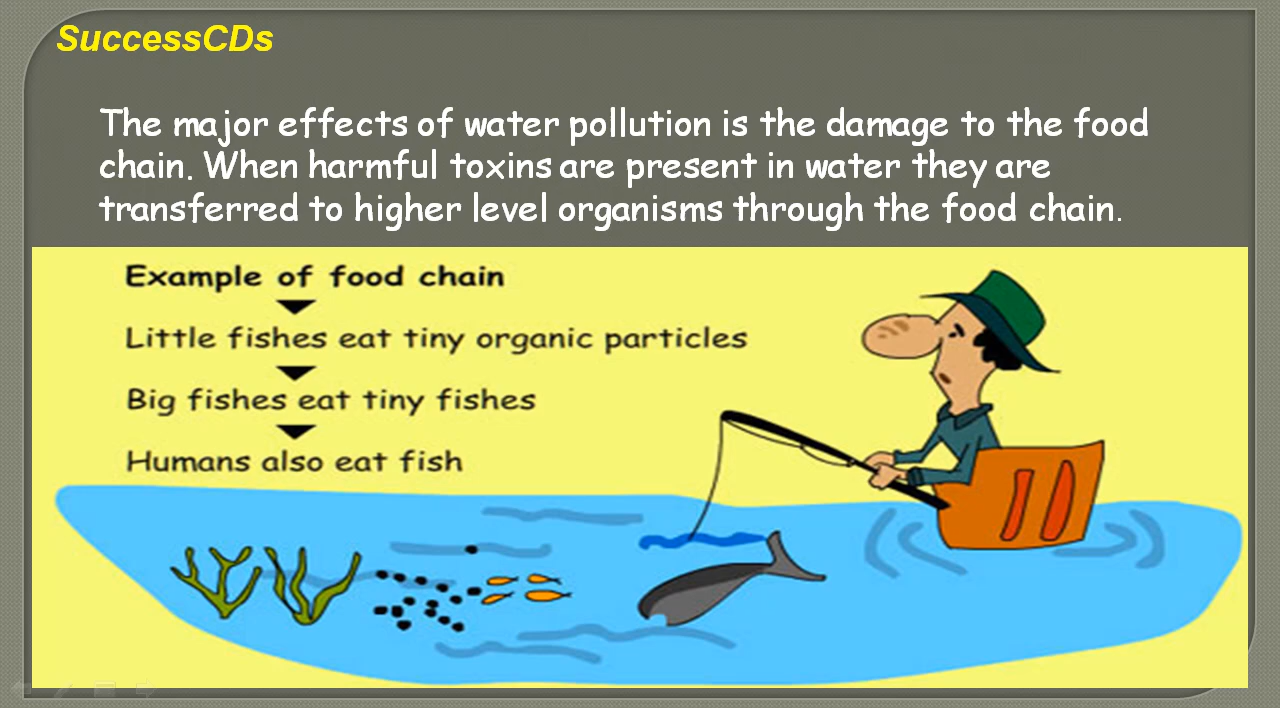 SuccessCDs
The major effects of water pollution is the damage to the food
chain. When harmful toxins are present in water they are
transferred to higher level organisms through the food chain.
Example of food chain
Little fishes eat tiny organic particles
Big fishes eat tiny fishes
Humans also eat fish